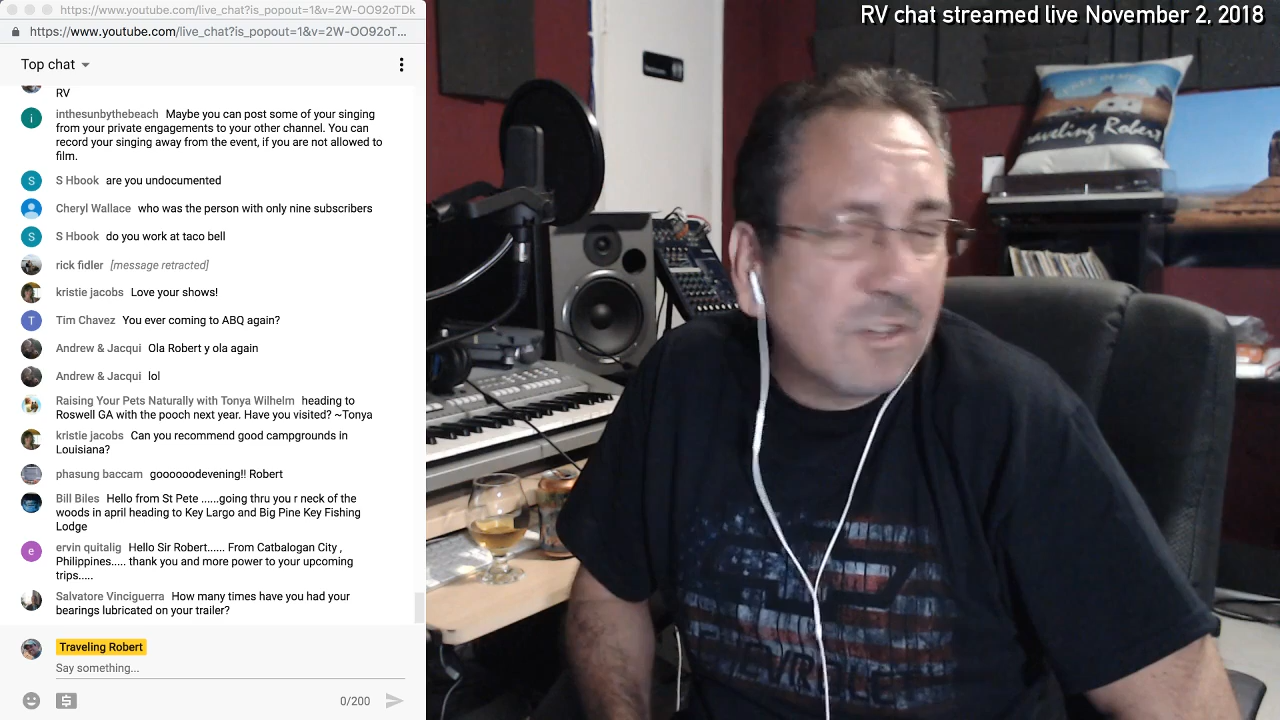 https://www.youtube.com/live_chat?is_popout=1&v=2W-OO92oTDk
RV chat streamed live November 2, 2018
https://www.youtube.com/live_chat?is_popout=1&v=2W-OO92oT...
Top chat
RV
inthesunbythebeach Maybe you can post some of your singing
from your private engagements to your other channel. You can
record your singing away from the event, if you are not allowed to
film.
S S Hbook are you undocumented
Cheryl Wallace who was the person with only nine subscribers
S S Hbook do you work at taco bell
rick fidler [message retracted]
kristie jacobs Love your shows!
T Tim Chavez You ever coming to ABQ again?
Andrew & Jacqui Ola Robert y ola again
Andrew & Jacqui lol
Raising Your Pets Naturally with Tonya Wilhelm heading to
Roswell GA with the pooch next year. Have you visited? ~Tonya
kristie jacobs Can you recommend good campgrounds in
Louisiana?
phasung baccam goooooodevening!! Robert
Bill Biles Hello from St Pete ......going thru you r neck of the
woods in april heading to Key Largo and Big Pine Key Fishing
Lodge
e ervin quitalig Hello Sir Robert...... From Catbalogan City ,
Philippines..... thank you and more power to your upcoming
trips.....
Salvatore Vinciguerra How many times have you had your
bearings lubricated on your trailer?
Traveling Robert
Say something...
0/200
Traveling Robert
CHEVROLET